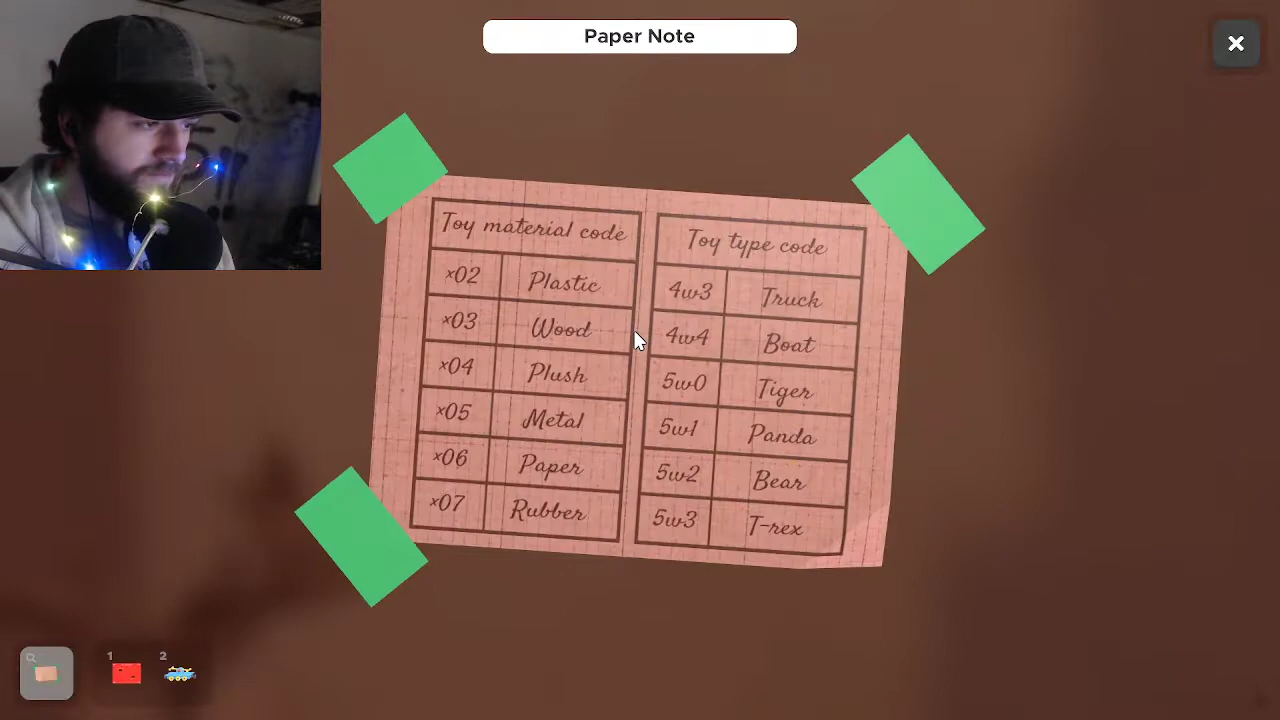 Paper Note
Toy material code
x02 Plastic
x03 Wood
x04 Plush
x05 Metal
x06 Paper
x07 Rubber
Toy type code
4w3 Truck
4w4 Boat
5w0 Tiger
5w1 Panda
5w2 Bear
5w3 T-rex
1
2